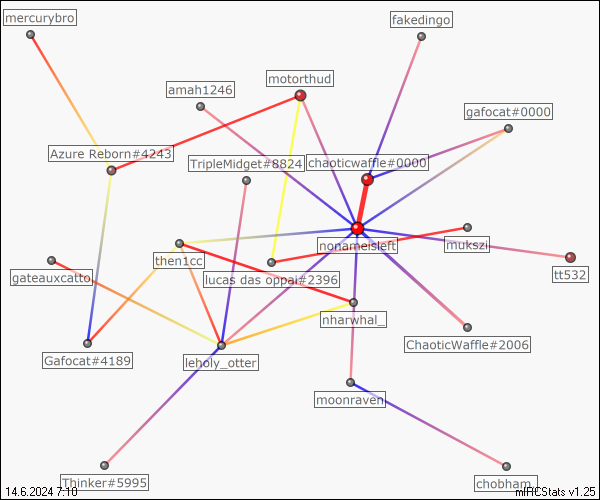 mercurybro
fakedingo
motorthud
amah1246
gafocat#0000
Azure Reborn#4243
TripleMidget#8824
chaoticwaffle#0000
nonameisleft
mukszi
then1cc
tt532
gateauxcatto
lucas das oppai#2396
nharwhal_
ChaoticWaffle#2006
Gafocat#4189
leholy_otter
moonraven
Thinker#5995
chobham_
14.6.2024 7:10
mIRCStats v1.25